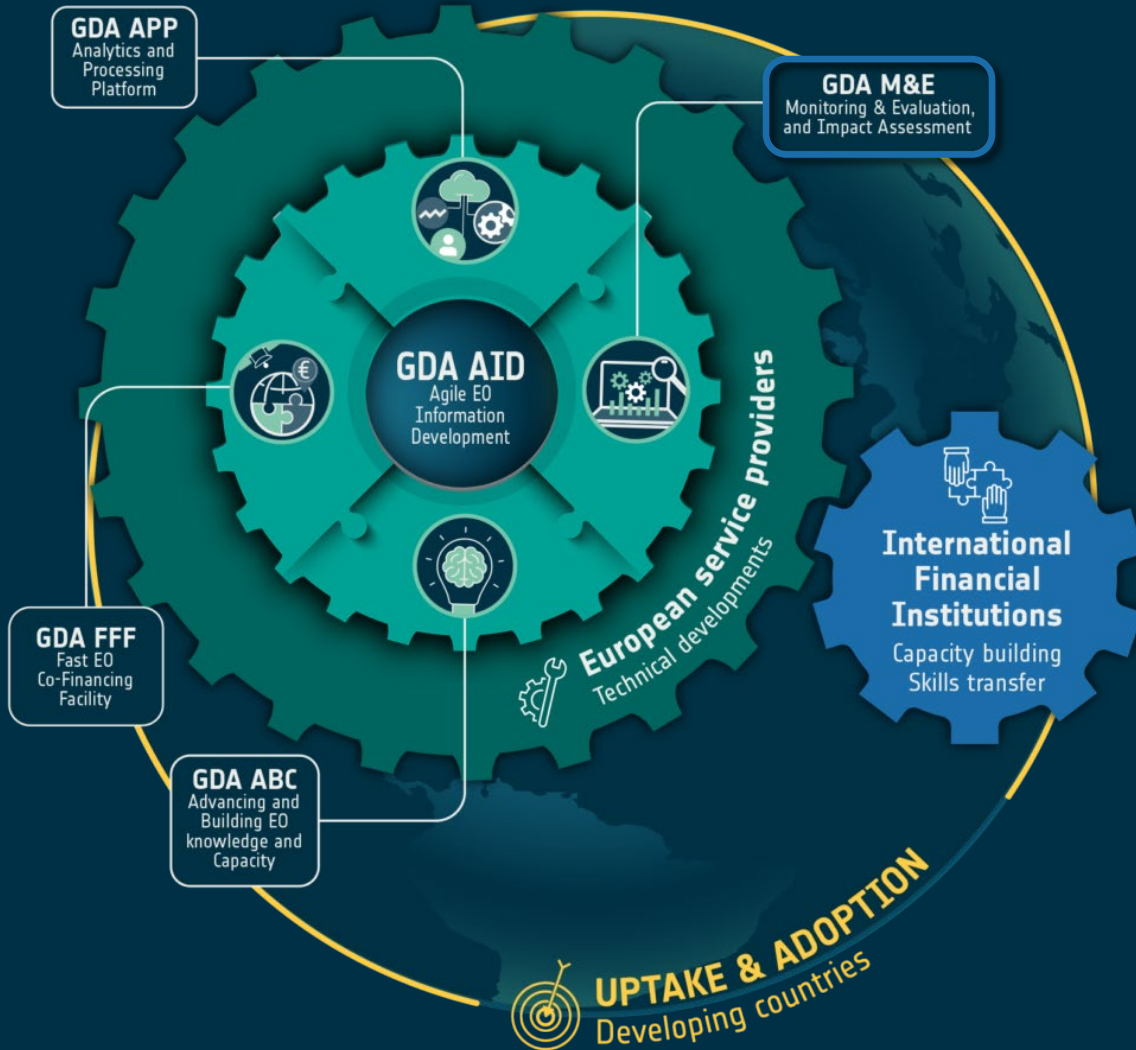 GDA APP
Analytics and
Processing
Platform
GDA M&E
Monitoring & Evaluation,
and Impact Assessment
GDA AID
Agile EO
Information
Development
€
European service providers
Technical developments
International
Financial
Institutions
Capacity building
Skills transfer
GDA FFF
Fast EO
Co-Financing
Facility
GDA ABC
Advancing and
Building EO
knowledge and
Capacity
UPTAKE & ADOPTION
Developing countries